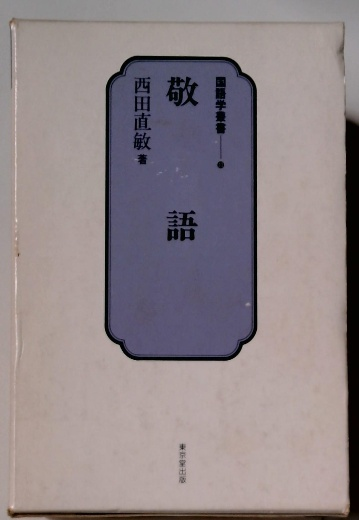 国語学叢書
敬語
西田直敏 著
東京堂出版